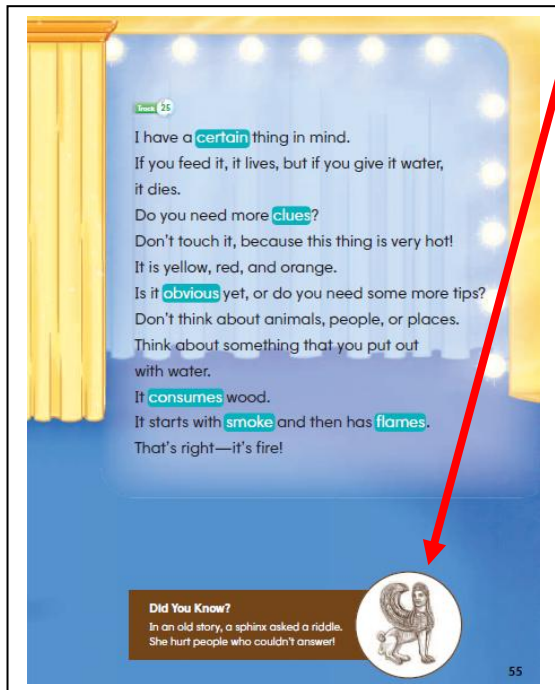 Track 25
I have a certain thing in mind.
If you feed it, it lives, but if you give it water,
it dies.
Do you need more clues?
Don't touch it, because this thing is very hot!
It is yellow, red, and orange.
Is it obvious yet, or do you need some more tips?
Don't think about animals, people, or places.
Think about something that you put out
with water.
It consumes wood.
It starts with smoke and then has flames.
That's right—it's fire!
Did You Know?
In an old story, a sphinx asked a riddle.
She hurt people who couldn't answer!
55